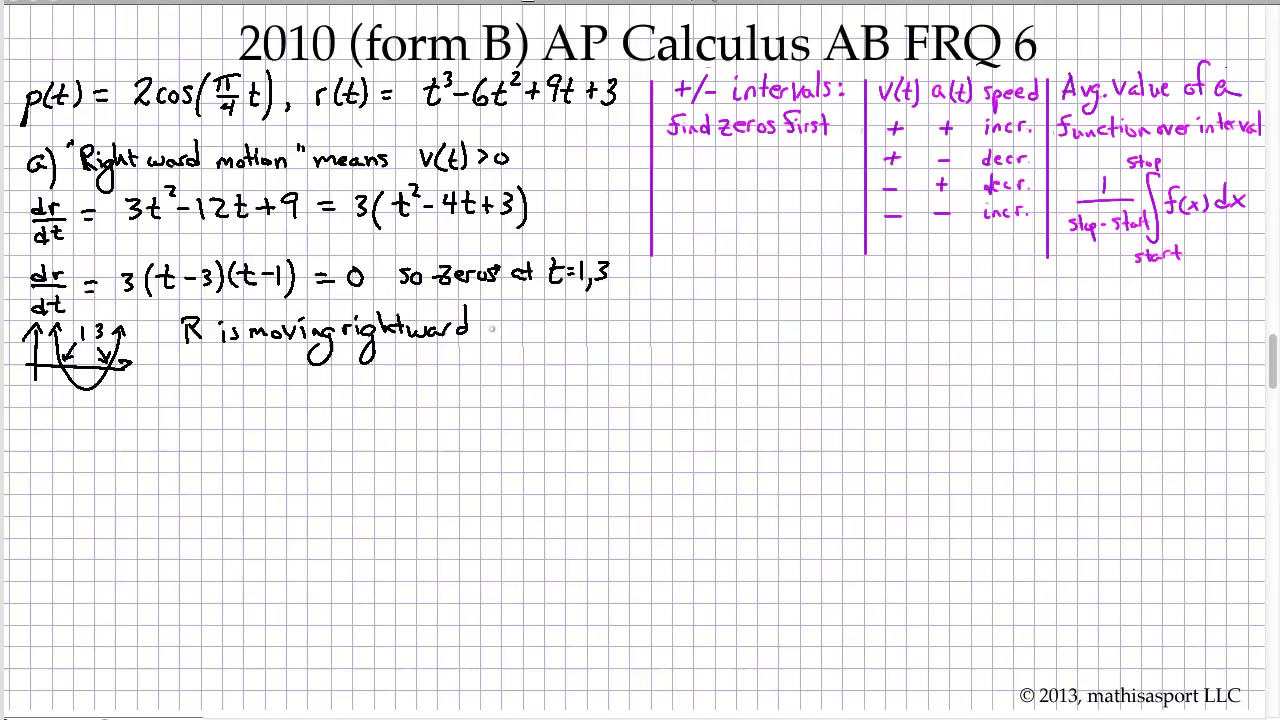 2010 (form B) AP Calculus AB FRQ 6
p(t) = 2cos(π/4 t), r(t) = t³-6t²+9t+3
a) "Rightward motion" means v(t)>0
dr/dt = 3t²-12t+9 = 3(t²-4t+3)
dr/dt = 3(t-3)(t-1) = 0 so zeros at t=1,3
1 3
R is moving rightward
+/- intervals:
find zeros first
v(t) a(t) speed
+ + incr.
+ - decr.
- + decr.
- - incr.
Avg. value of a
function over interval
1/(stop-start) ∫ start stop f(x) dx
© 2013, mathisasport LLC